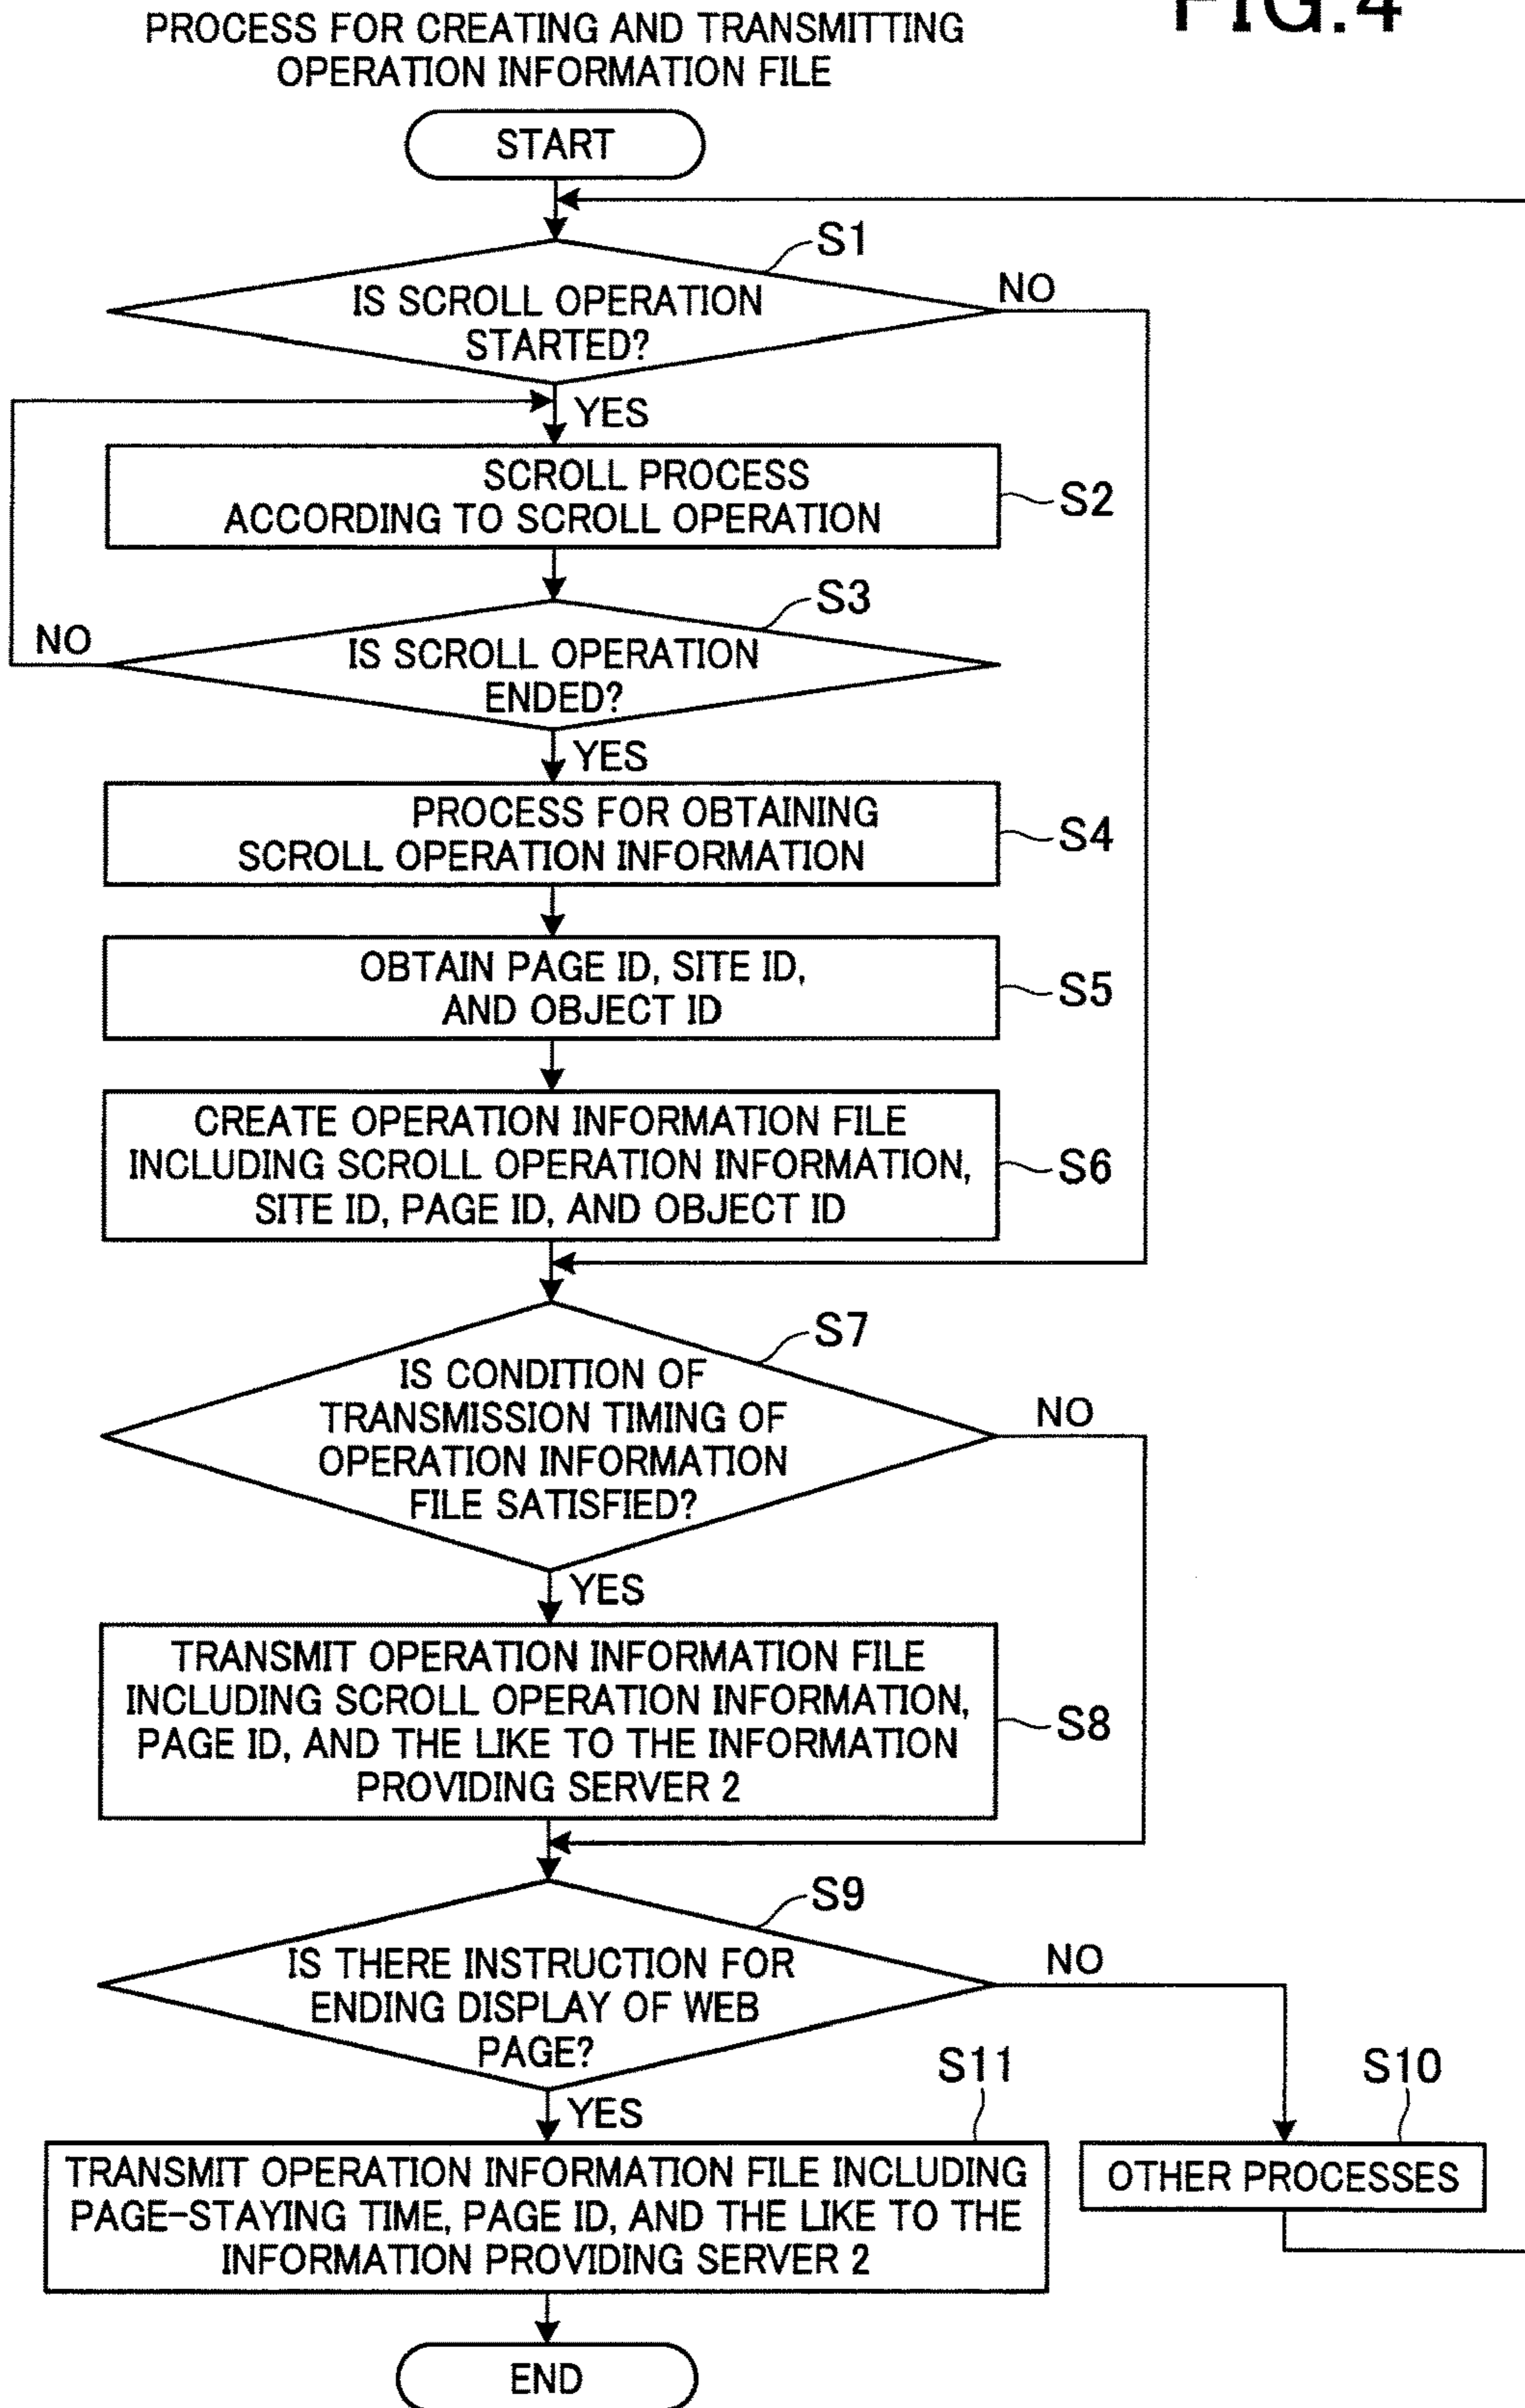 FIG.4
PROCESS FOR CREATING AND TRANSMITTING
OPERATION INFORMATION FILE
START
S1
IS SCROLL OPERATION
STARTED?
NO
YES
SCROLL PROCESS
ACCORDING TO SCROLL OPERATION
S2
S3
NO
IS SCROLL OPERATION
ENDED?
YES
PROCESS FOR OBTAINING
SCROLL OPERATION INFORMATION
S4
OBTAIN PAGE ID, SITE ID,
AND OBJECT ID
S5
CREATE OPERATION INFORMATION FILE
INCLUDING SCROLL OPERATION INFORMATION,
SITE ID, PAGE ID, AND OBJECT ID
S6
S7
IS CONDITION OF
TRANSMISSION TIMING OF
OPERATION INFORMATION
FILE SATISFIED?
NO
YES
TRANSMIT OPERATION INFORMATION FILE
INCLUDING SCROLL OPERATION INFORMATION,
PAGE ID, AND THE LIKE TO THE INFORMATION
PROVIDING SERVER 2
S8
S9
IS THERE INSTRUCTION FOR
ENDING DISPLAY OF WEB
PAGE?
NO
YES
S11
S10
TRANSMIT OPERATION INFORMATION FILE INCLUDING
PAGE-STAYING TIME, PAGE ID, AND THE LIKE TO THE
INFORMATION PROVIDING SERVER 2
OTHER PROCESSES
END